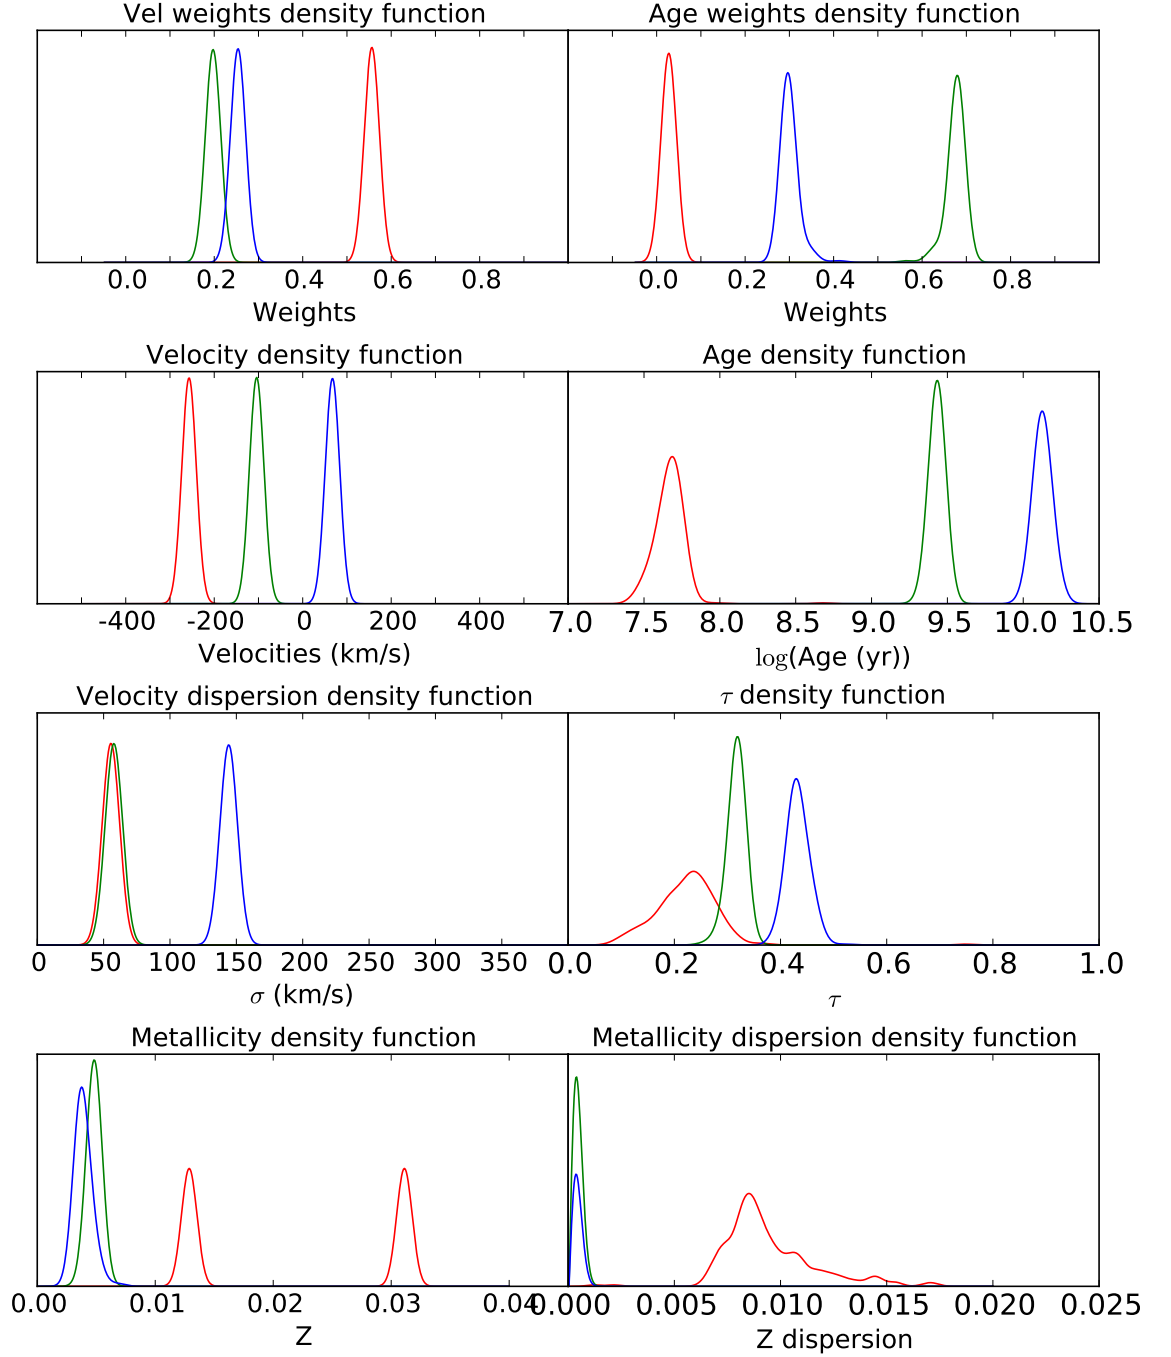 Vel weights density function
Age weights density function
0.0 0.2 0.4 0.6 0.8
0.0 0.2 0.4 0.6 0.8
Weights
Weights
Velocity density function
Age density function
-400 -200 0 200 400
7.0 7.5 8.0 8.5 9.0 9.5 10.0 10.5
Velocities (km/s)
log(Age (yr))
Velocity dispersion density function
τ density function
0 50 100 150 200 250 300 350
0.0 0.2 0.4 0.6 0.8 1.0
σ (km/s)
τ
Metallicity density function
Metallicity dispersion density function
0.00 0.01 0.02 0.03 0.04
0.000 0.005 0.010 0.015 0.020 0.025
Z
Z dispersion